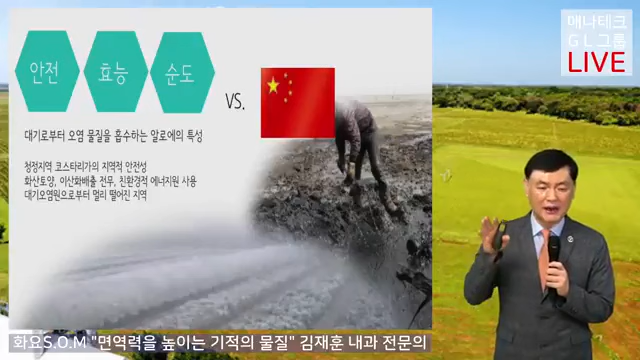 매나테크
GL그룹
LIVE
안전
효능
순도
VS.
대기로부터 오염 물질을 흡수하는 알로에의 특성
청정지역 코스타리가의 지역적 안전성
화산토양, 이산화배출 전무, 친환경적 에너지원 사용
대기오염원으로부터 멀리 떨어진 지역
화요S.O.M "면역력을 높이는 기적의 물질" 김재훈 내과 전문의